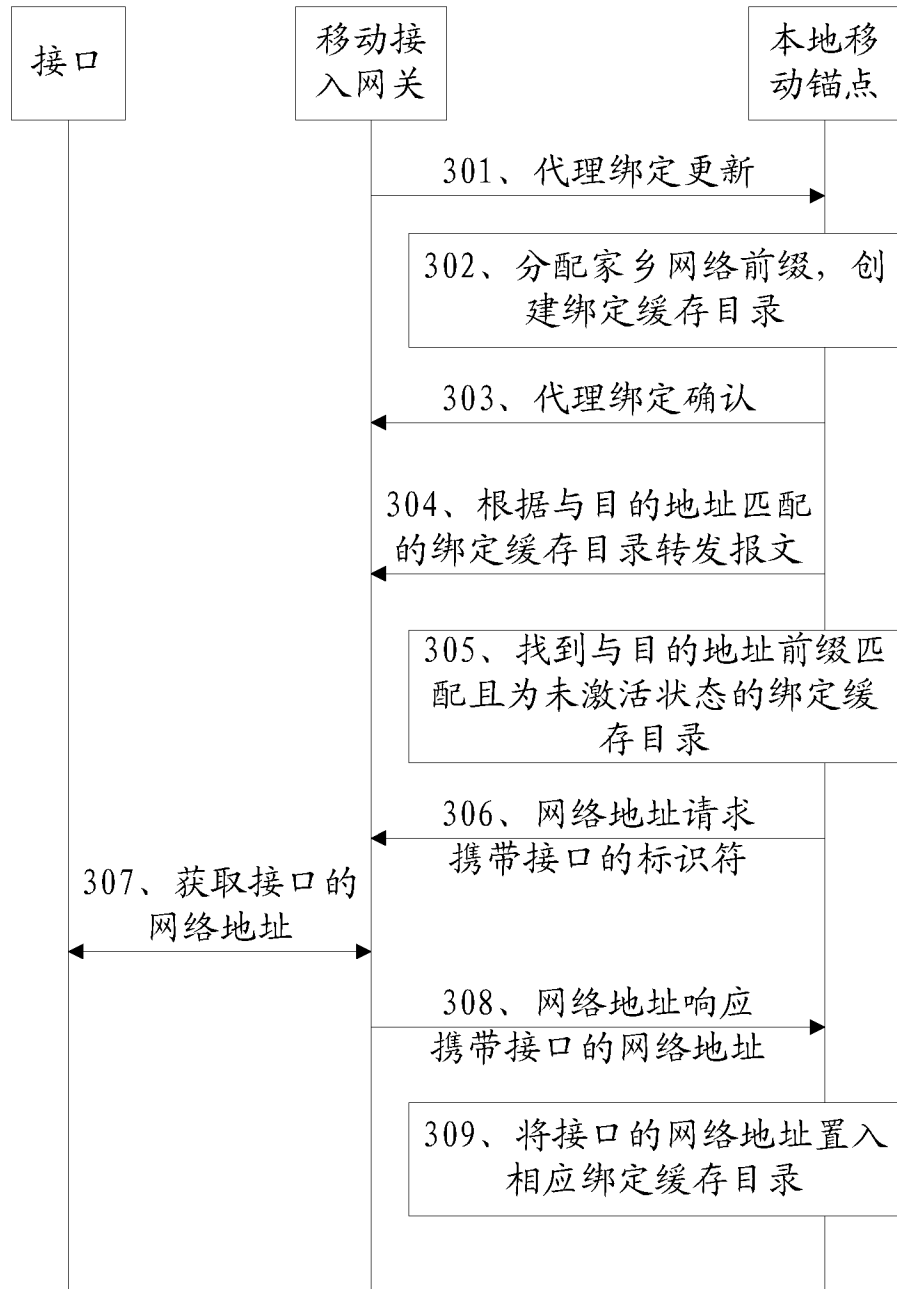 接口
移动接
入网关
本地移
动锚点
301、代理绑定更新
302、分配家乡网络前缀，创
建绑定缓存目录
303、代理绑定确认
304、根据与目的地址匹配
的绑定缓存目录转发报文
305、找到与目的地址前缀匹
配且为未激活状态的绑定缓
存目录
306、网络地址请求
携带接口的标识符
307、获取接口的
网络地址
308、网络地址响应
携带接口的网络地址
309、将接口的网络地址置入
相应绑定缓存目录